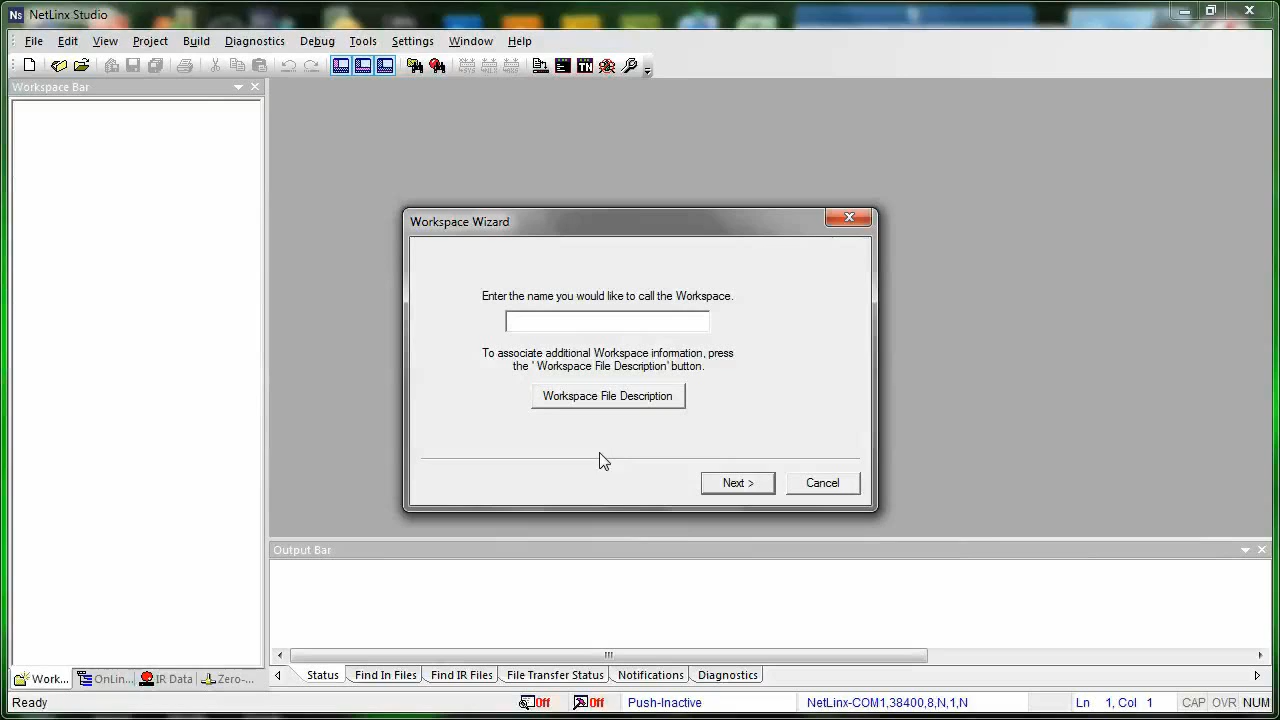 Ns NetLinx Studio
File Edit View Project Build Diagnostics Debug Tools Settings Window Help
TN
Workspace Bar
Workspace Wizard
Enter the name you would like to call the Workspace.
To associate additional Workspace information, press
the ' Workspace File Description' button.
Workspace File Description
Next > Cancel
Output Bar
Work... OnLin... IR Data Zero-...
Status Find In Files Find IR Files File Transfer Status Notifications Diagnostics
Ready Off Off Push-Inactive NetLinx-COM1,38400,8,N,1,N Ln 1, Col 1 CAP OVR NUM